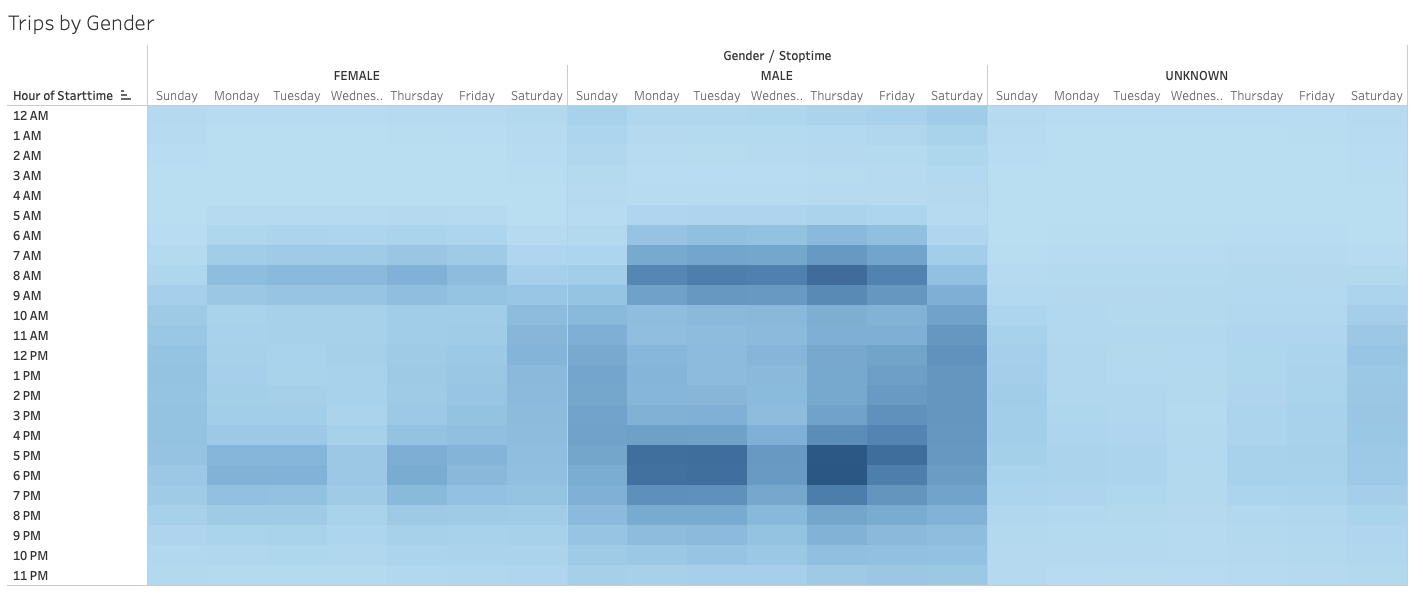 Trips by Gender
Gender / Stoptime
FEMALE MALE UNKNOWN
Hour of Starttime Sunday Monday Tuesday Wednes.. Thursday Friday Saturday Sunday Monday Tuesday Wednes.. Thursday Friday Saturday Sunday Monday Tuesday Wednes.. Thursday Friday Saturday
12 AM
1 AM
2 AM
3 AM
4 AM
5 AM
6 AM
7 AM
8 AM
9 AM
10 AM
11 AM
12 PM
1 PM
2 PM
3 PM
4 PM
5 PM
6 PM
7 PM
8 PM
9 PM
10 PM
11 PM